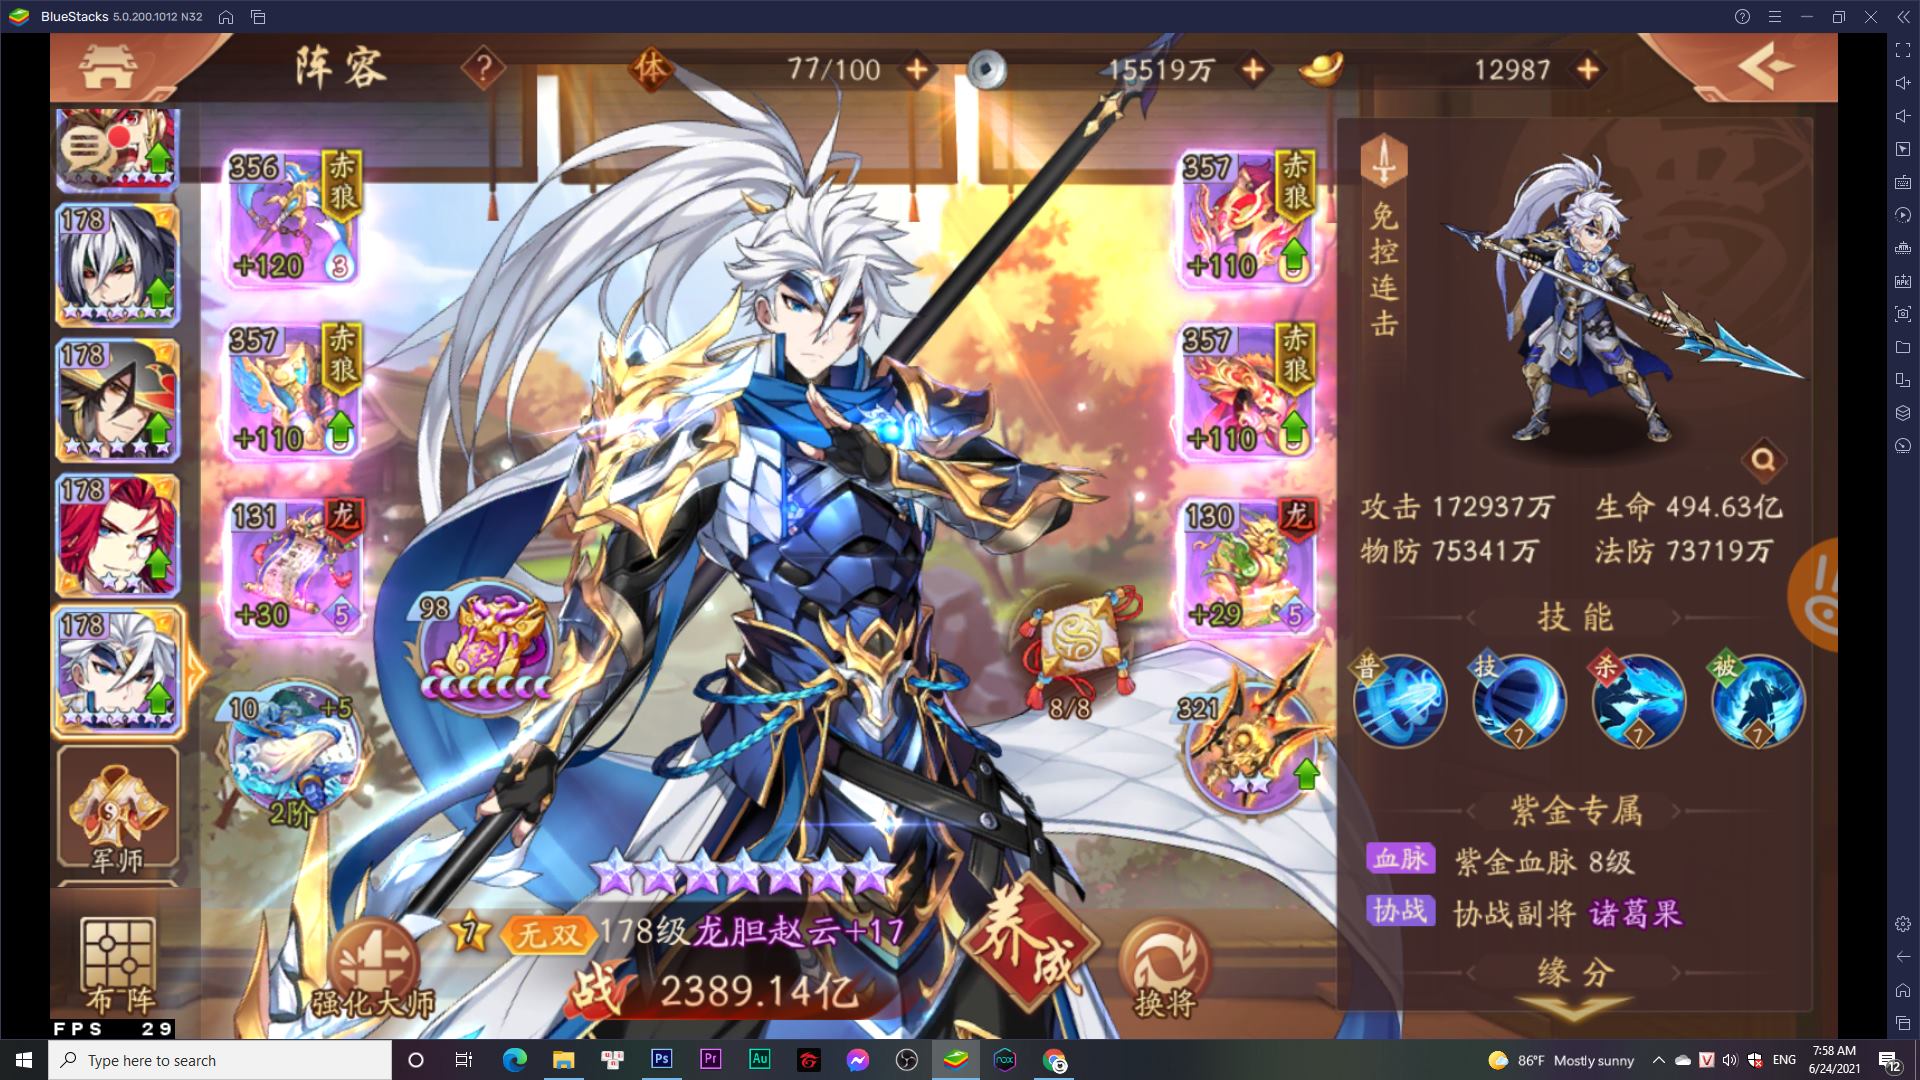 BlueStacks 5.0.200.1012 N32
阵容
?
体
77/100
15519万
12987
178
178
178
178
军师
布阵
FPS 29
356
赤狼
+120
3
357
赤狼
+110
131
龙
+30
5
10
+5
2阶
98
357
赤狼
+110
357
赤狼
+110
130
龙
+29
5
8/8
321
强化大师
7
无双
178级龙胆赵云+17
战 2389.14亿
养成
换将
免控连击
攻击 172937万 生命 494.63亿
物防 75341万 法防 73719万
技能
普 技 杀 被
7 7 7
紫金专属
血脉 紫金血脉 8级
协战 协战副将 诸葛果
缘分
Type here to search
Ps
Pr
Au
nox
86°F Mostly sunny
V
ENG
7:58 AM
6/24/2021
12